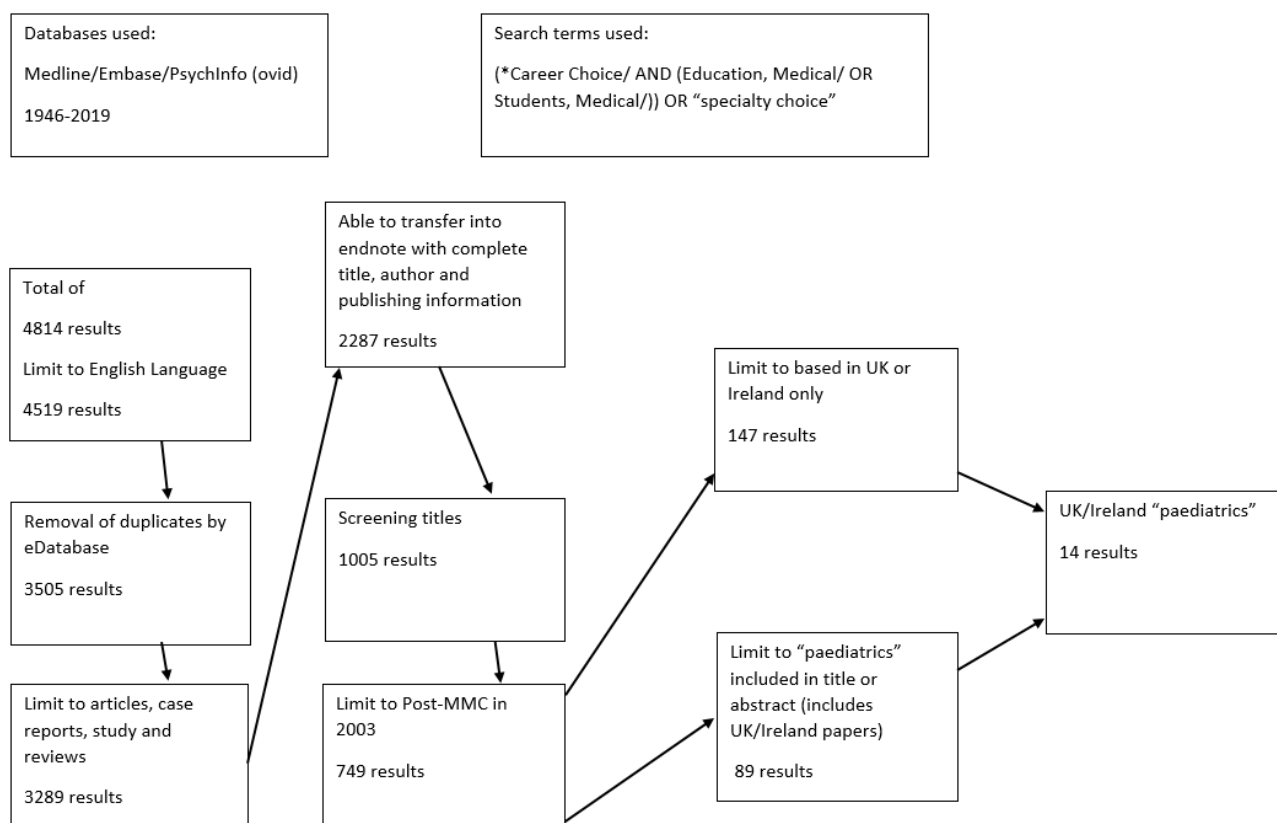 Databases used:
Medline/Embase/PsychInfo (ovid)
1946-2019
Search terms used:
(*Career Choice/ AND (Education, Medical/ OR
Students, Medical/)) OR “specialty choice”
Total of
4814 results
Limit to English Language
4519 results
Removal of duplicates by
eDatabase
3505 results
Limit to articles, case
reports, study and
reviews
3289 results
Able to transfer into
endnote with complete
title, author and
publishing information
2287 results
Screening titles
1005 results
Limit to Post-MMC in
2003
749 results
Limit to based in UK or
Ireland only
147 results
Limit to “paediatrics”
included in title or
abstract (includes
UK/Ireland papers)
89 results
UK/Ireland “paediatrics”
14 results